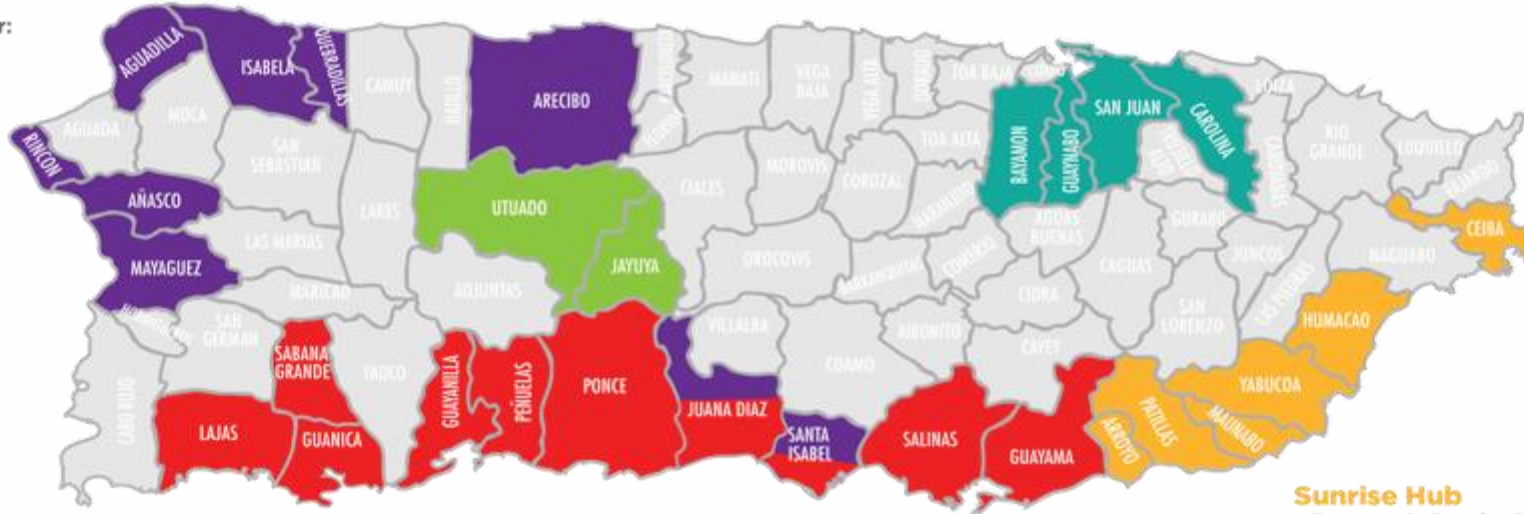 r:
AGUADILLA
ISABELA
QUEBRADILLAS
CAMUY
HATILLO
ARECIBO
BARCELONETA
FLORIDA
MANATI
VEGA
BAJA
VEGA ALTA
DORADO
TOA BAJA
TOA ALTA
BAYAMON
GUAYNABO
SAN JUAN
TRUJILLO
ALTO
CAROLINA
LOIZA
CANOVANAS
RIO
GRANDE
LUQUILLO
FAJARDO
CEIBA
RINCON
AGUADA
MOCA
SAN
SEBASTIAN
AÑASCO
LARES
UTUADO
CIALES
MOROVIS
COROZAL
NARANJITO
AGUAS
BUENAS
GURABO
MAYAGUEZ
LAS MARIAS
JAYUYA
OROCOVIS
BARRANQUITAS
COMERIO
CAGUAS
JUNCOS
LAS PIEDRAS
NAGUABO
MARICAO
ADJUNTAS
CIDRA
SAN
LORENZO
HUMACAO
HORMIGUEROS
SAN
GERMAN
SABANA
GRANDE
YAUCO
GUAYANILLA
PEÑUELAS
PONCE
VILLALBA
COAMO
AIBONITO
CAYEY
YABUCOA
CABO ROJO
LAJAS
GUANICA
JUANA DIAZ
SANTA
ISABEL
SALINAS
GUAYAMA
ARROYO
PATILLAS
MAUNABO
Sunrise Hub